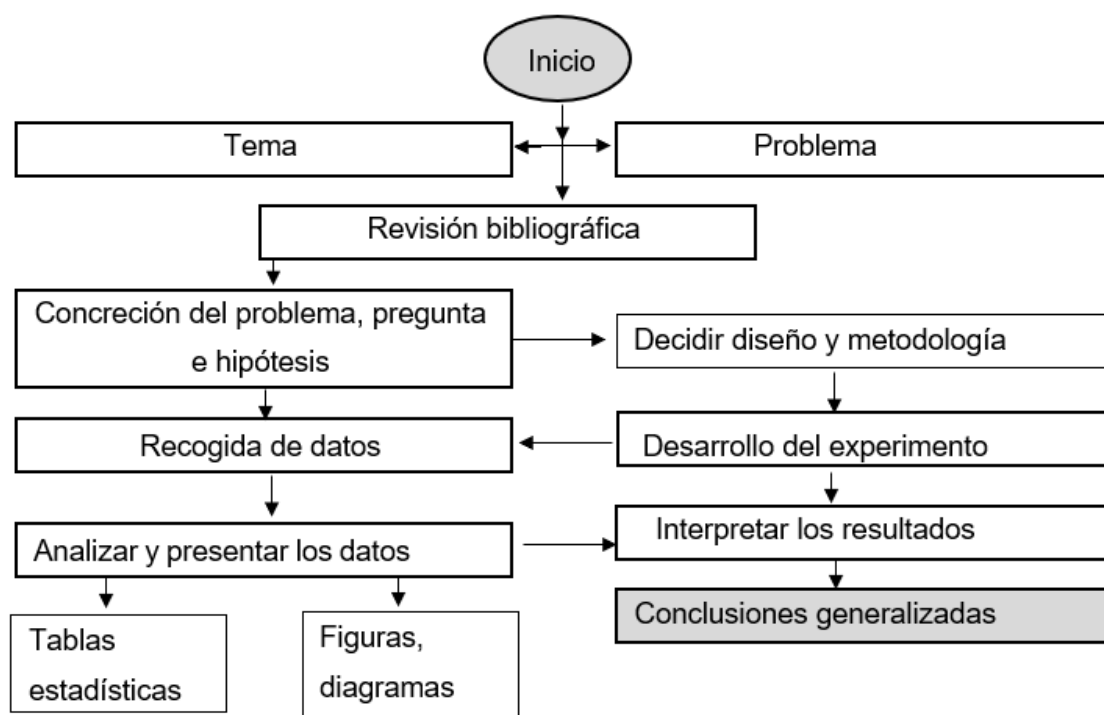 Inicio
Tema
Problema
Revisión bibliográfica
Concreción del problema, pregunta
e hipótesis
Decidir diseño y metodología
Recogida de datos
Desarrollo del experimento
Analizar y presentar los datos
Interpretar los resultados
Conclusiones generalizadas
Tablas
estadísticas
Figuras,
diagramas